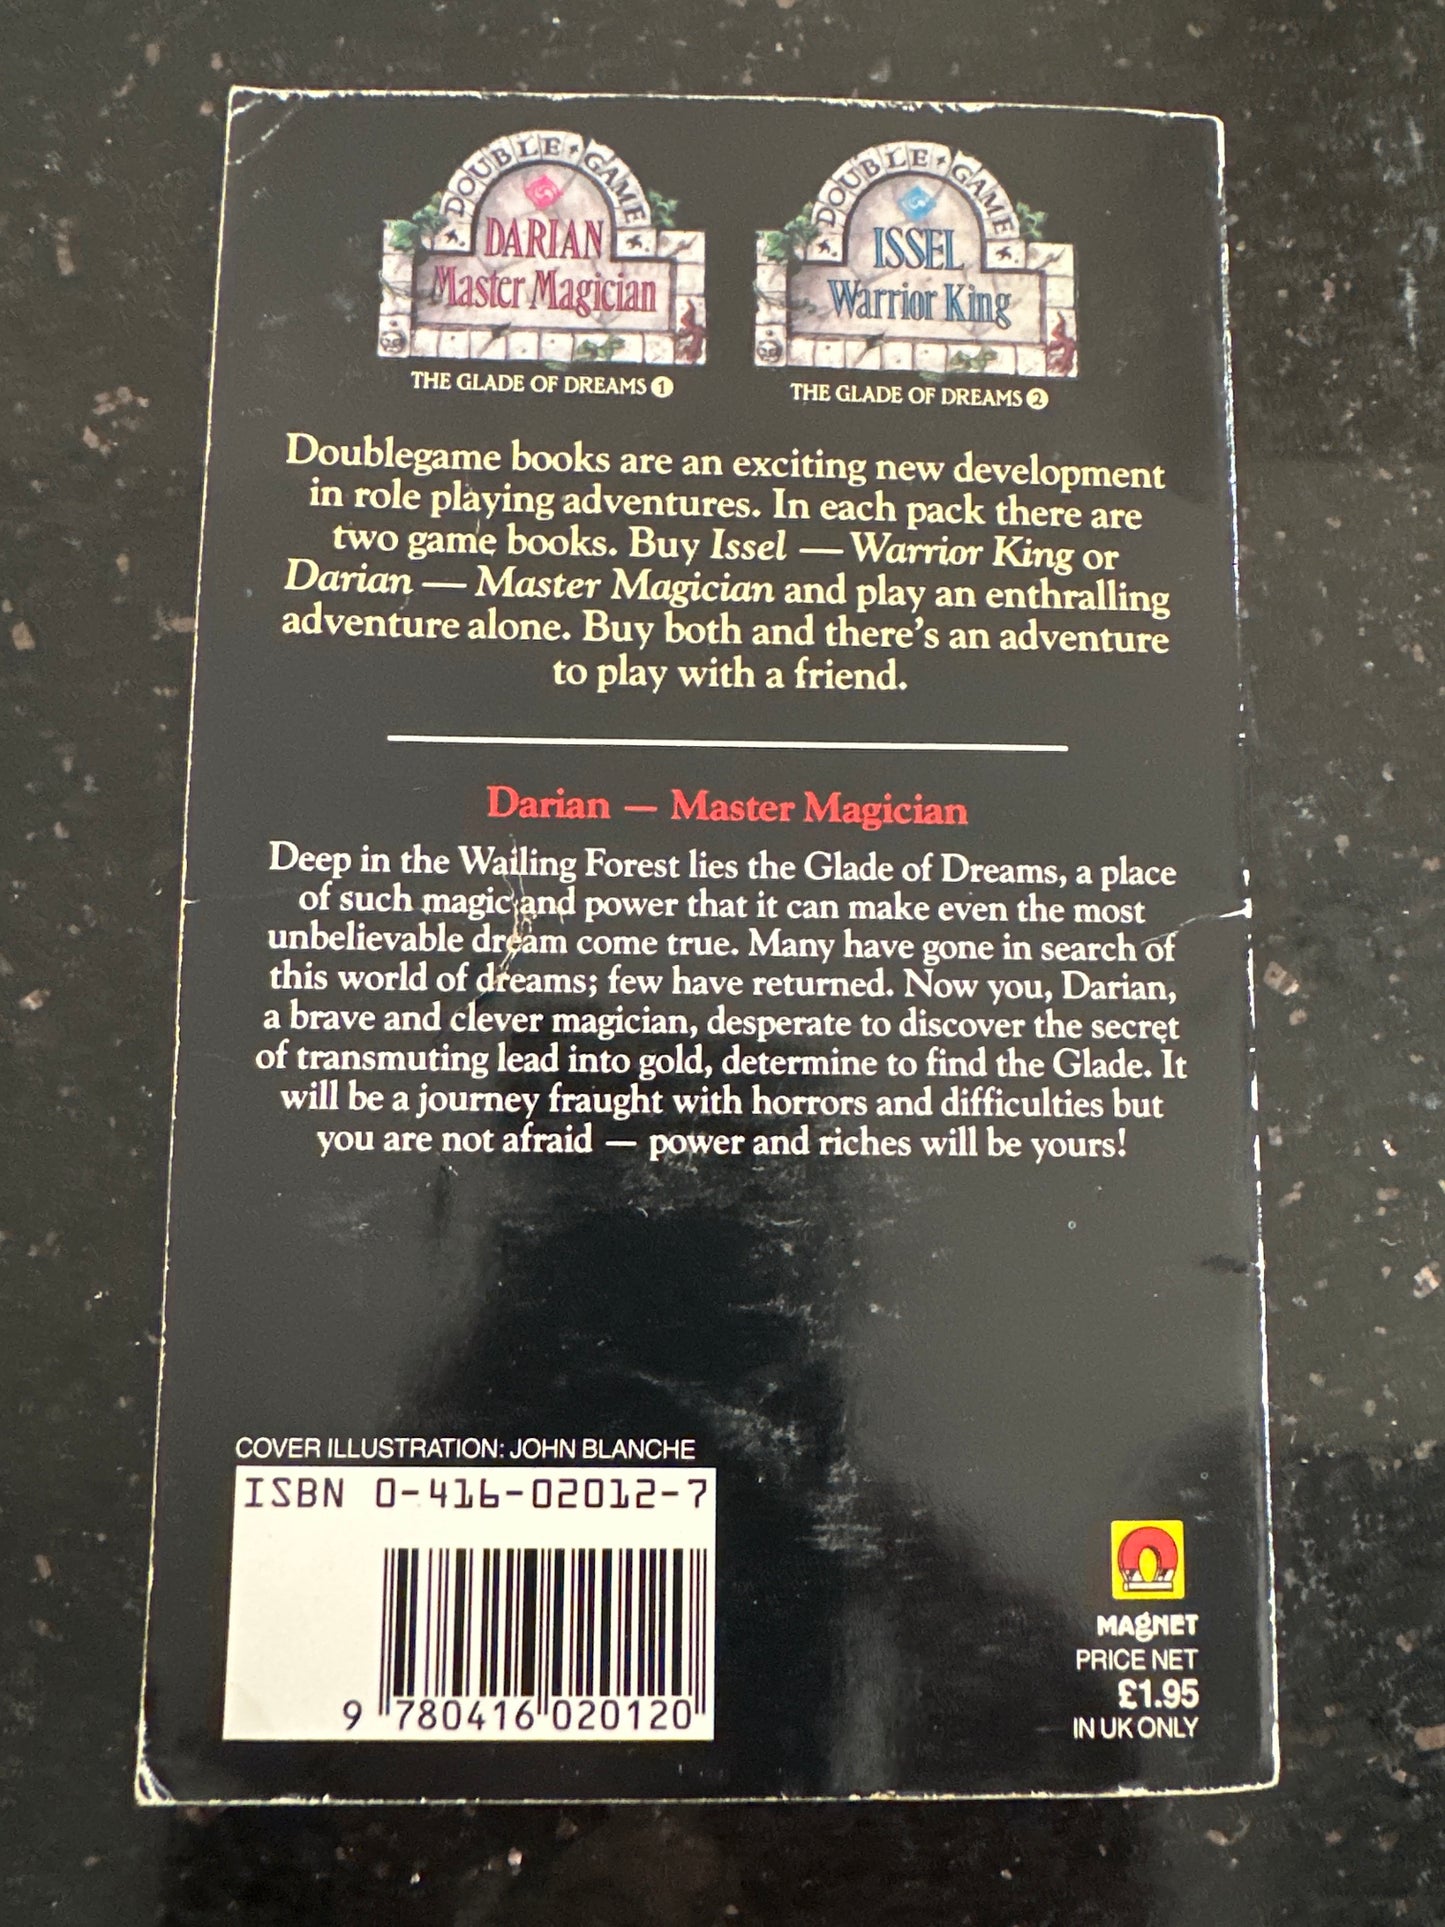 DOUBLE GAME
DARIAN
Master Magician
THE GLADE OF DREAMS 1
DOUBLE GAME
ISSEL
Warrior King
THE GLADE OF DREAMS 2
Doublegame books are an exciting new development
in role playing adventures. In each pack there are
two game books. Buy Issel — Warrior King or
Darian — Master Magician and play an enthralling
adventure alone. Buy both and there's an adventure
to play with a friend.
Darian — Master Magician
Deep in the Wailing Forest lies the Glade of Dreams, a place
of such magic and power that it can make even the most
unbelievable dream come true. Many have gone in search of
this world of dreams; few have returned. Now you, Darian,
a brave and clever magician, desperate to discover the secret
of transmuting lead into gold, determine to find the Glade. It
will be a journey fraught with horrors and difficulties but
you are not afraid — power and riches will be yours!
COVER ILLUSTRATION: JOHN BLANCHE
ISBN 0-416-02012-7
9 780416 020120
MAGNET
PRICE NET
£1.95
IN UK ONLY